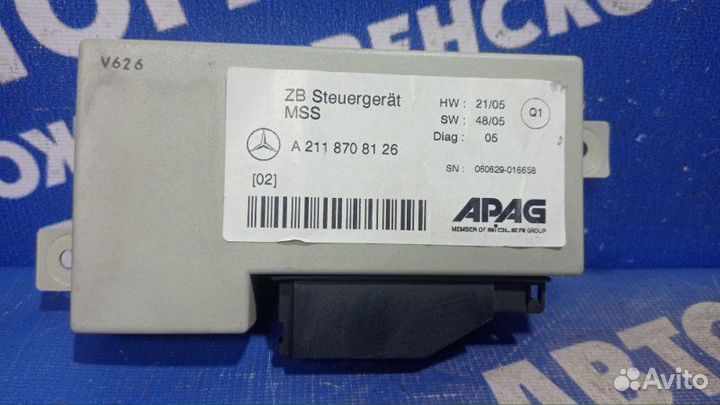 V626
ZB Steuergerät
MSS
A 211 870 81 26
[02]
HW : 21/05
SW : 48/05
Diag : 05
Q1
SN : 060629-016658
APAG
MEMBER OF SIDLER GROUP
Avito